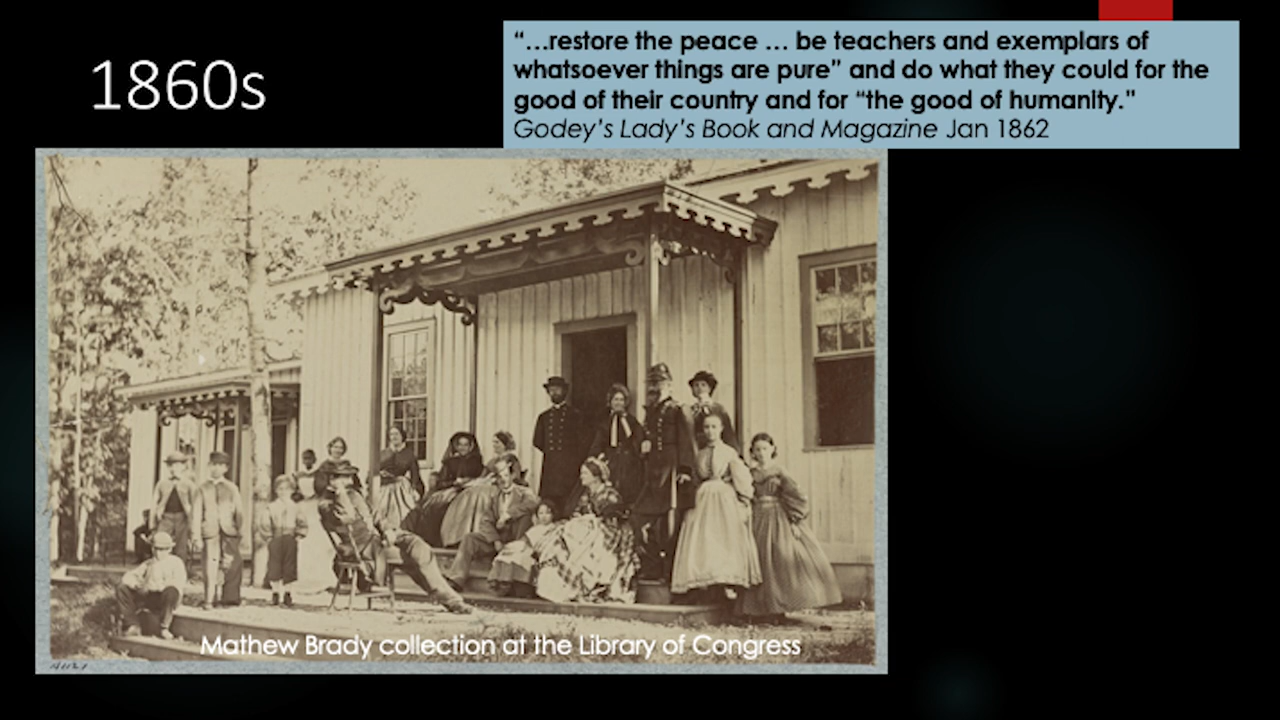 1860s
“…restore the peace … be teachers and exemplars of
whatsoever things are pure” and do what they could for the
good of their country and for “the good of humanity.”
Godey’s Lady’s Book and Magazine Jan 1862
Mathew Brady collection at the Library of Congress